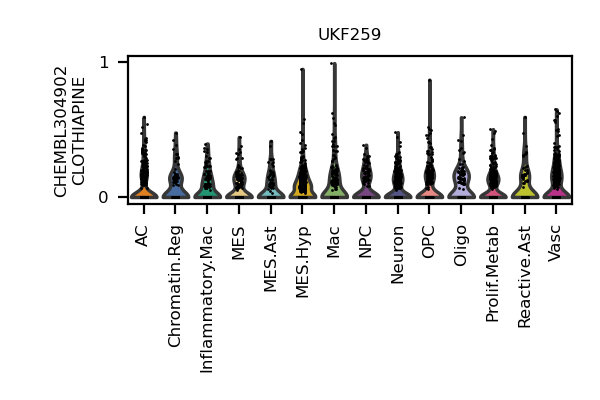 UKF259
CHEMBL304902
CLOTHIAPINE
1
0
AC
Chromatin.Reg
Inflammatory.Mac
MES
MES.Ast
MES.Hyp
Mac
NPC
Neuron
OPC
Oligo
Prolif.Metab
Reactive.Ast
Vasc